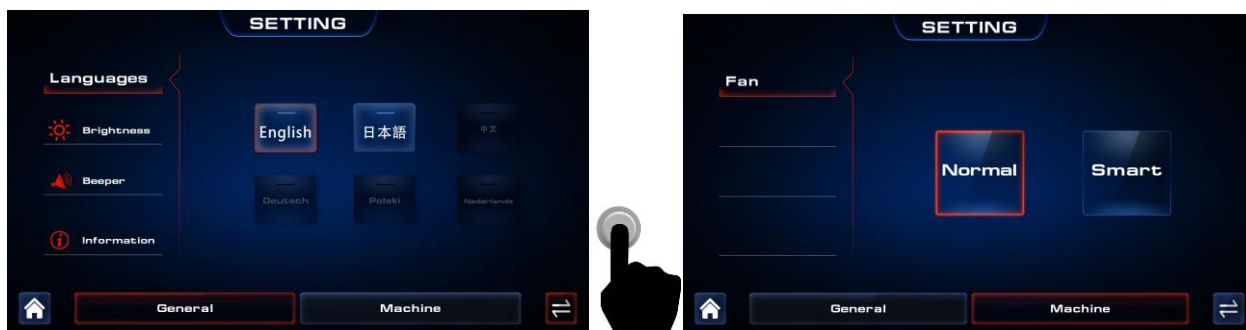 SETTING
Languages
Brightness
Beeper
Information
English 日本語 中文
Deutsch Polski Nederlands
General Machine
SETTING
Fan
Normal Smart
General Machine